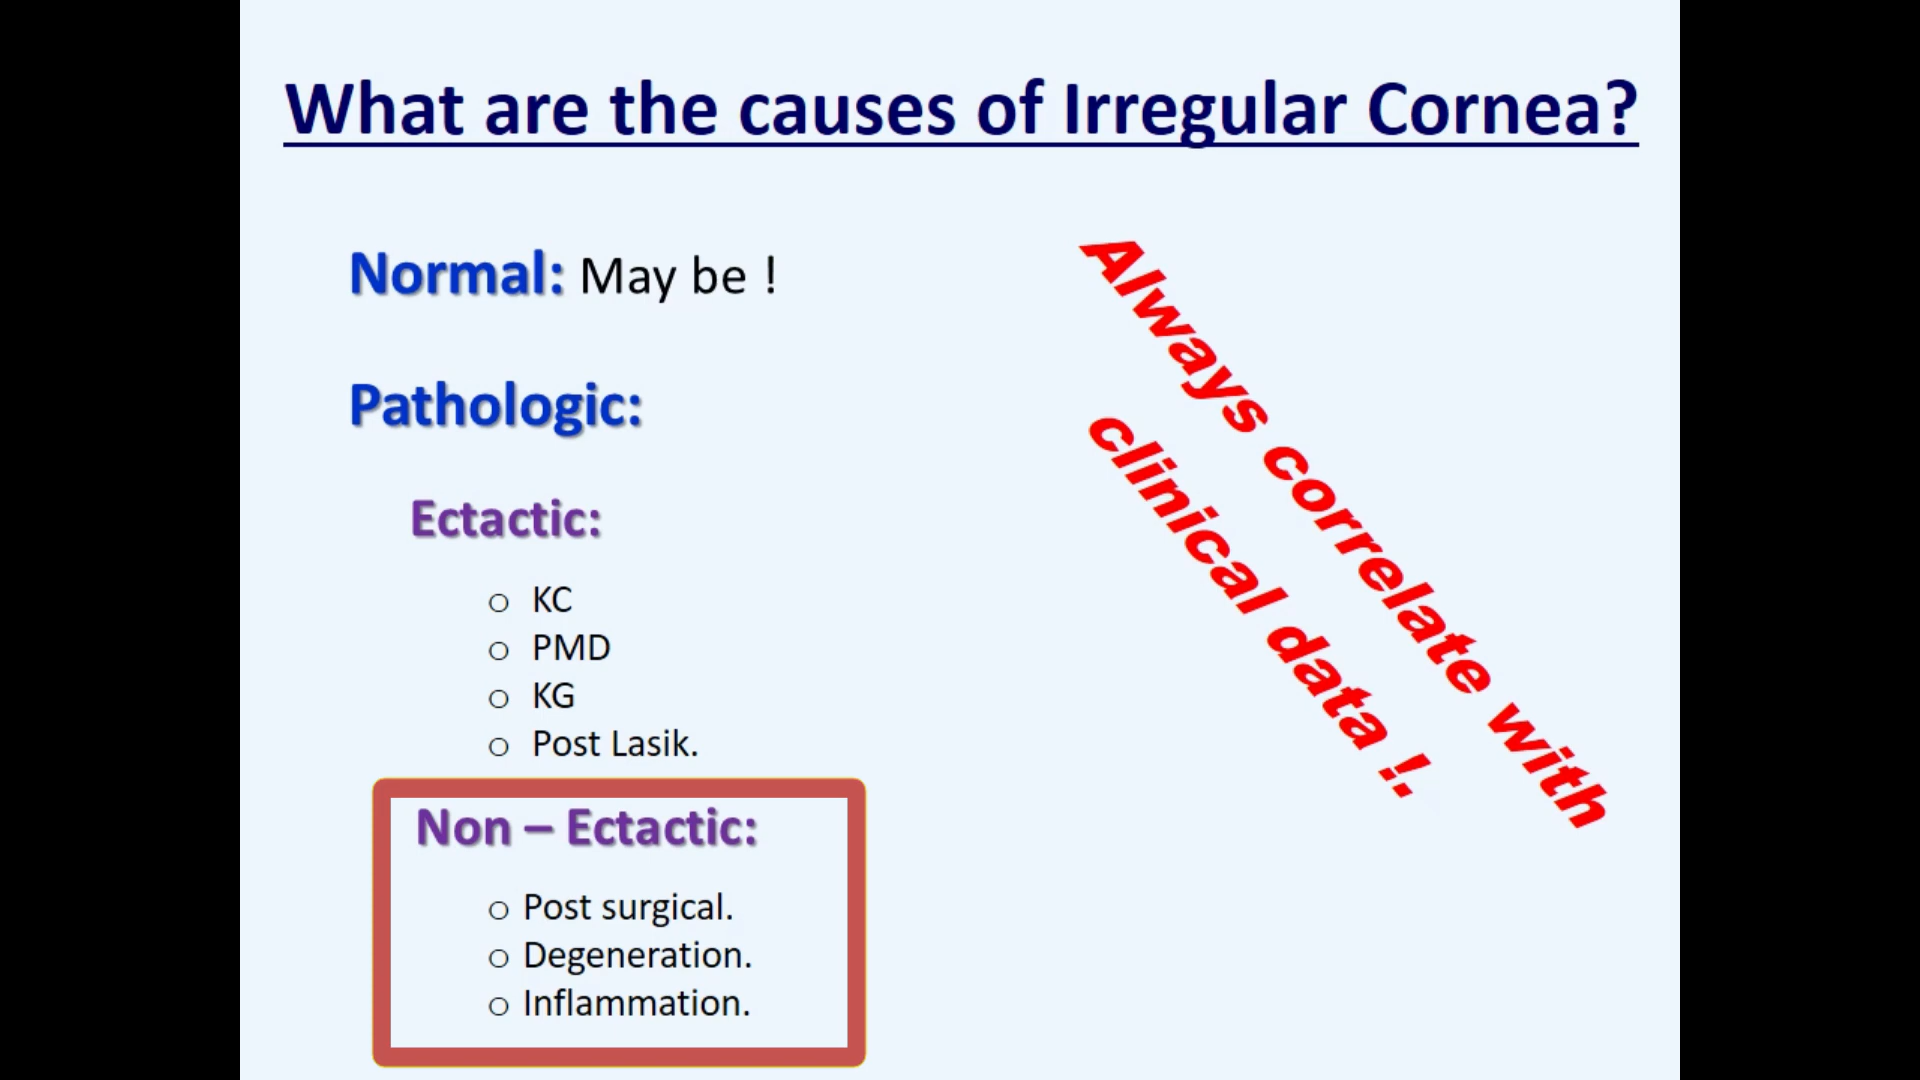 What are the causes of Irregular Cornea?
Normal: May be !
Pathologic:
Ectactic:
KC
PMD
KG
Post Lasik.
Non – Ectactic:
Post surgical.
Degeneration.
Inflammation.
Always correlate with
clinical data !.